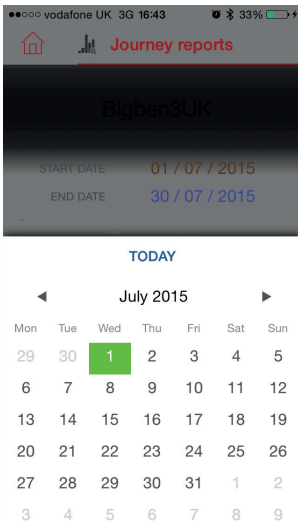 vodafone UK 3G 16:43 33%
Journey reports
Bigben3UK
START DATE 01 / 07 / 2015
END DATE 30 / 07 / 2015
TODAY
July 2015
Mon Tue Wed Thu Fri Sat Sun
29 30 1 2 3 4 5
6 7 8 9 10 11 12
13 14 15 16 17 18 19
20 21 22 23 24 25 26
27 28 29 30 31 1 2
3 4 5 6 7 8 9